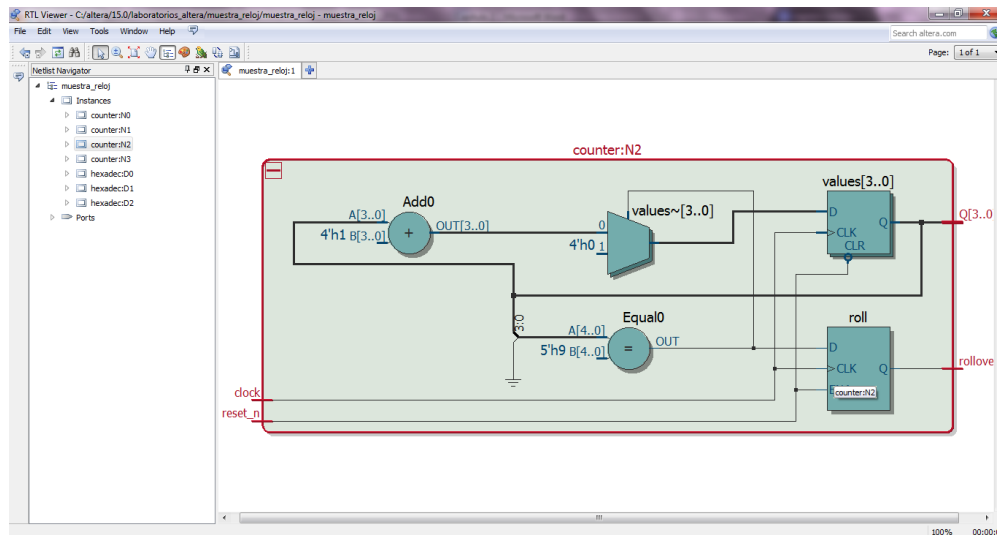 RTL Viewer - C:/altera/15.0/laboratorios_altera/muestra_reloj/muestra_reloj - muestra_reloj
File Edit View Tools Window Help
Search altera.com
Page: 1 of 1
Netlist Navigator
muestra_reloj:1
muestra_reloj
Instances
counter:N0
counter:N1
counter:N2
counter:N3
hexadec:D0
hexadec:D1
hexadec:D2
Ports
counter:N2
values[3..0]
Add0
A[3..0]
4'h1 B[3..0]
OUT[3..0]
values~[3..0]
0
4'h0 1
D
CLK
CLR
Q
Q[3..0
3:0
Equal0
A[4..0]
5'h9 B[4..0]
OUT
+
=
roll
D
CLK
Q
E
counter:N2
rollove
clock
reset_n
100% 00:00:0